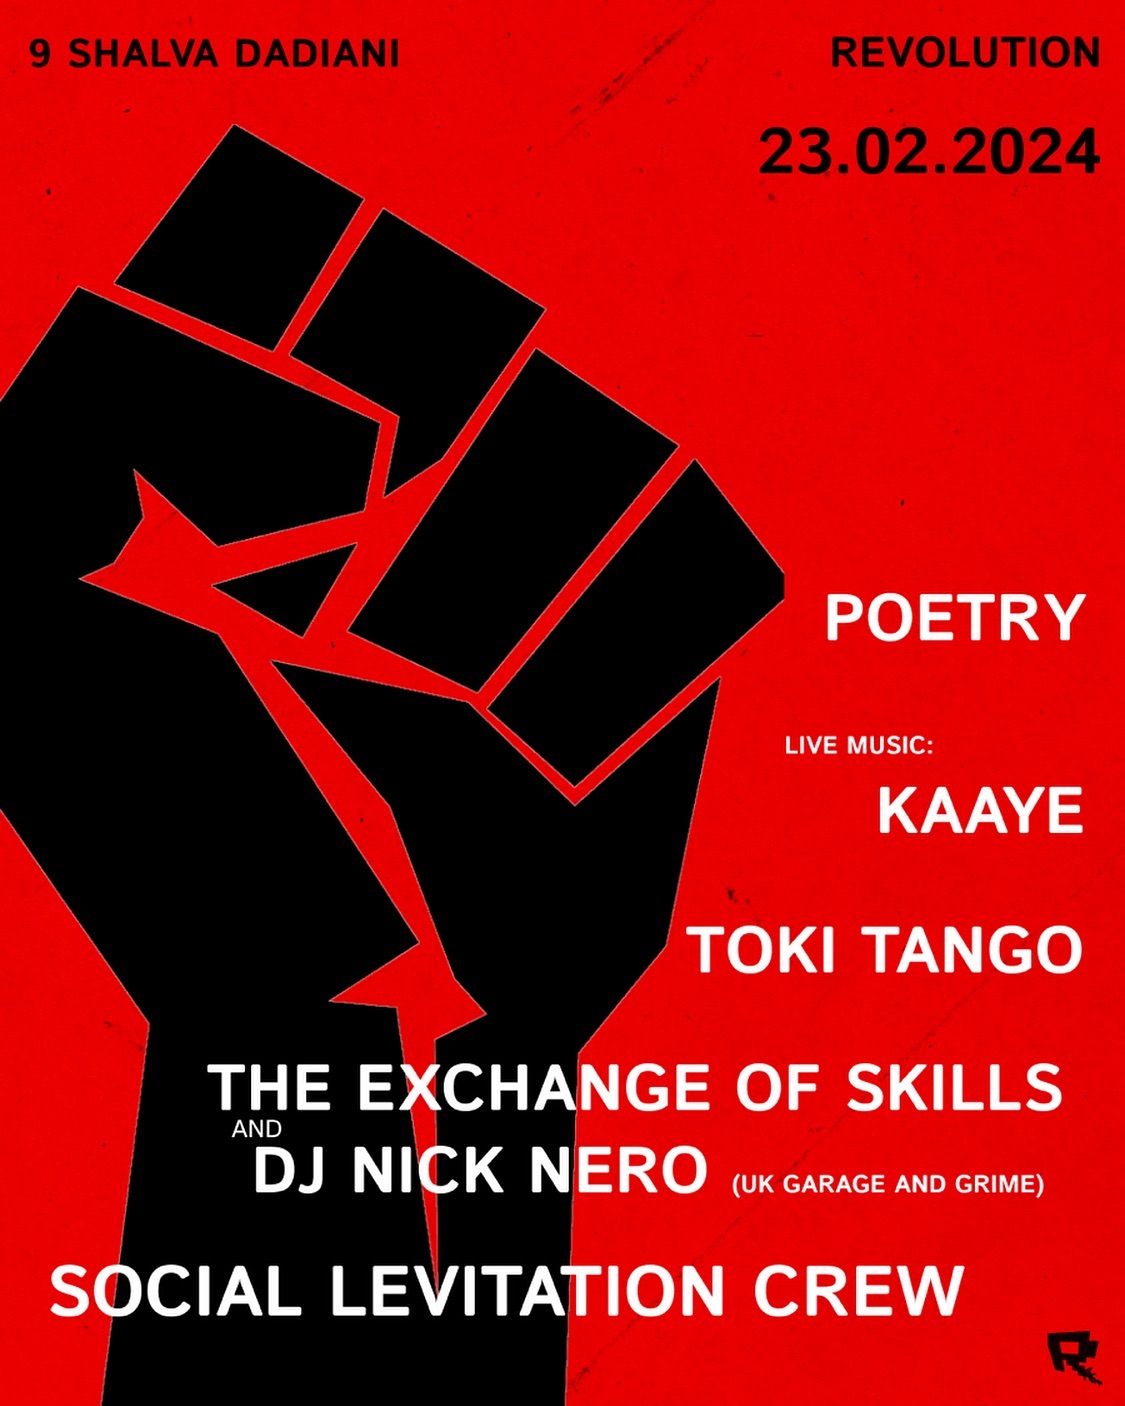 9 SHALVA DADIANI
REVOLUTION
23.02.2024
POETRY
LIVE MUSIC:
KAAYE
TOKI TANGO
THE EXCHANGE OF SKILLS
AND
DJ NICK NERO (UK GARAGE AND GRIME)
SOCIAL LEVITATION CREW
R